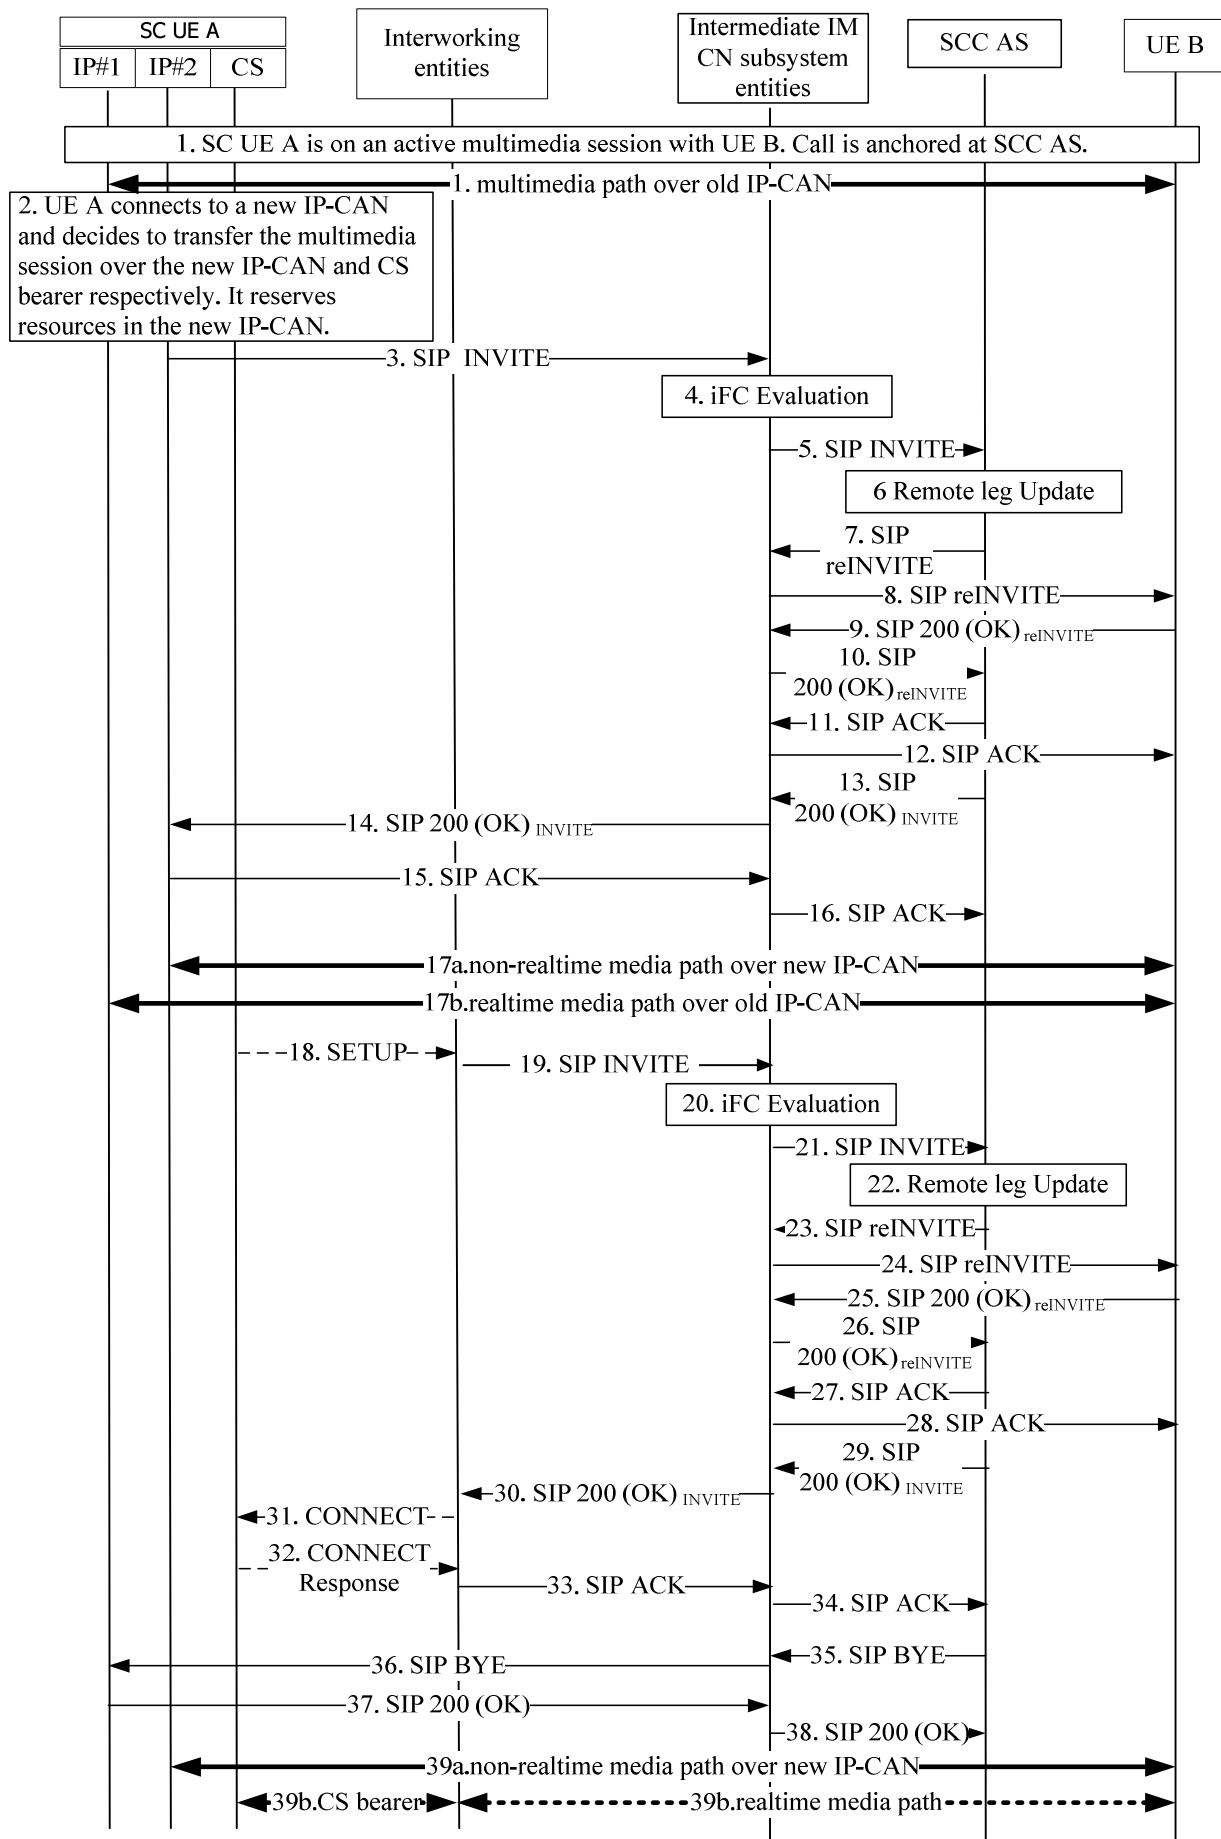 SC UE A
IP#1 IP#2 CS
Interworking
entities
Intermediate IM
CN subsystem
entities
SCC AS
UE B
1. SC UE A is on an active multimedia session with UE B. Call is anchored at SCC AS.
1. multimedia path over old IP-CAN
2. UE A connects to a new IP-CAN
and decides to transfer the multimedia
session over the new IP-CAN and CS
bearer respectively. It reserves
resources in the new IP-CAN.
3. SIP INVITE
4. iFC Evaluation
5. SIP INVITE
6 Remote leg Update
7. SIP
reINVITE
8. SIP reINVITE
9. SIP 200 (OK) reINVITE
10. SIP
200 (OK) reINVITE
11. SIP ACK
12. SIP ACK
13. SIP
200 (OK) INVITE
14. SIP 200 (OK) INVITE
15. SIP ACK
16. SIP ACK
17a.non-realtime media path over new IP-CAN
17b.realtime media path over old IP-CAN
18. SETUP
19. SIP INVITE
20. iFC Evaluation
21. SIP INVITE
22. Remote leg Update
23. SIP reINVITE
24. SIP reINVITE
25. SIP 200 (OK) reINVITE
26. SIP
200 (OK) reINVITE
27. SIP ACK
28. SIP ACK
29. SIP
200 (OK) INVITE
30. SIP 200 (OK) INVITE
31. CONNECT
32. CONNECT
Response
33. SIP ACK
34. SIP ACK
35. SIP BYE
36. SIP BYE
37. SIP 200 (OK)
38. SIP 200 (OK)
39a.non-realtime media path over new IP-CAN
39b.CS bearer
39b.realtime media path